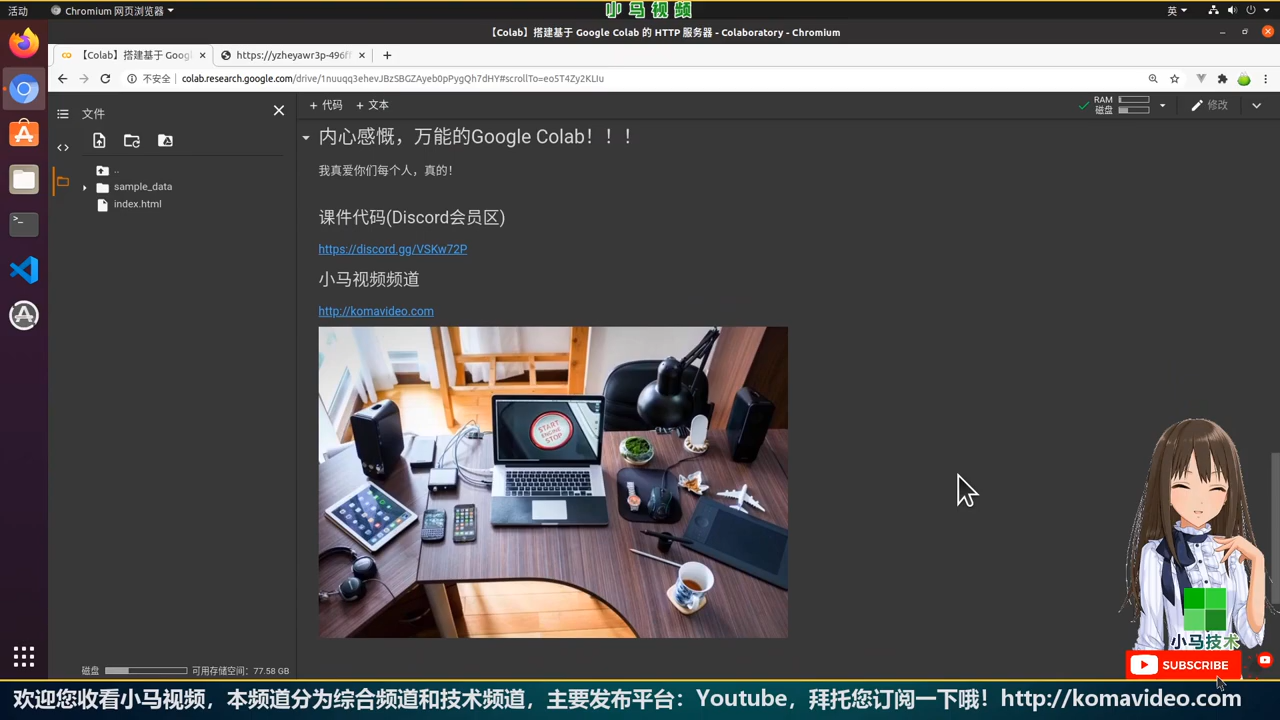 小马视频
活动
Chromium 网页浏览器
英
【Colab】搭建基于 Google Colab 的 HTTP 服务器 - Colaboratory - Chromium
【Colab】搭建基于 Goog
https://yzheyawr3p-496ff
不安全
colab.research.google.com/drive/1nuuqq3ehevJBzSBGZAyeb0pPygQh7dHY#scrollTo=eo5T4Zy2KLIu
文件
+ 代码
+ 文本
RAM
磁盘
修改
..
sample_data
index.html
内心感慨，万能的Google Colab！！！
我真爱你们每个人，真的！
课件代码(Discord会员区)
https://discord.gg/VSKw72P
小马视频频道
http://komavideo.com
START
ENGINE
STOP
小马技术
SUBSCRIBE
磁盘
可用存储空间：77.58 GB
欢迎您收看小马视频，本频道分为综合频道和技术频道，主要发布平台：Youtube，拜托您订阅一下哦！http://komavideo.com